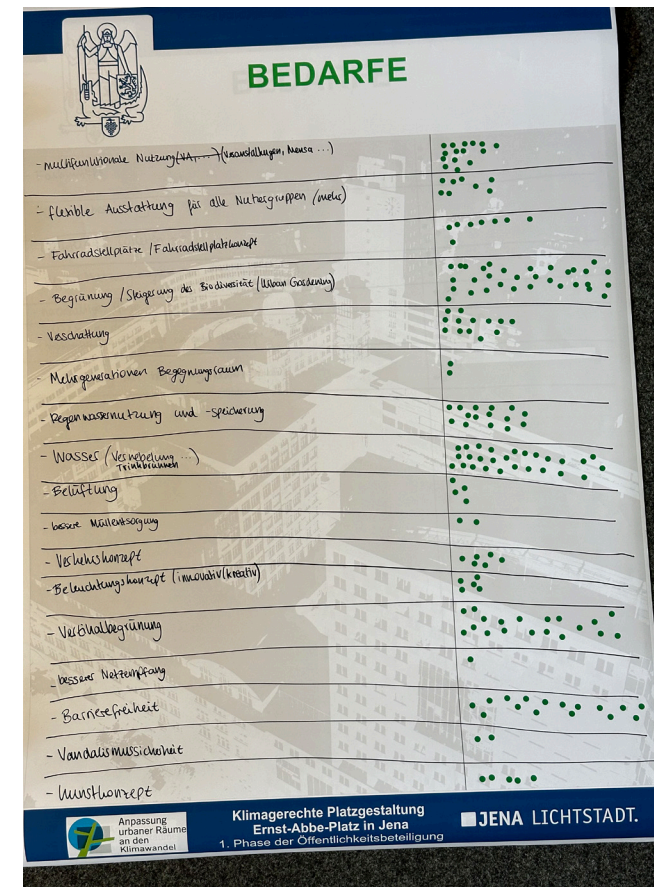 BEDARFE
- multifunktionale Nutzung (VA, ...) (Veranstaltungen, Mensa ...)
- flexible Ausstattung für alle Nutzergruppen (mehr)
- Fahrradstellplätze / Fahrradstellplatzkonzept
- Begrünung / Steigerung der Biodiversität (Urban Gardening)
- Verschattung
- Mehrgenerationen Begegnungsraum
- Regenwassernutzung und -speicherung
- Wasser (Vernebelung ...)
Trinkbrunnen
- Belüftung
- bessere Müllentsorgung
- Verkehrskonzept
- Beleuchtungskonzept (innovativ/kreativ)
- Vertikalbegrünung
- besserer Netzempfang
- Barrierefreiheit
- Vandalismussicherheit
- Kunstkonzept
Anpassung
urbaner Räume
an den
Klimawandel
Klimagerechte Platzgestaltung
Ernst-Abbe-Platz in Jena
1. Phase der Öffentlichkeitsbeteiligung
JENA LICHTSTADT.